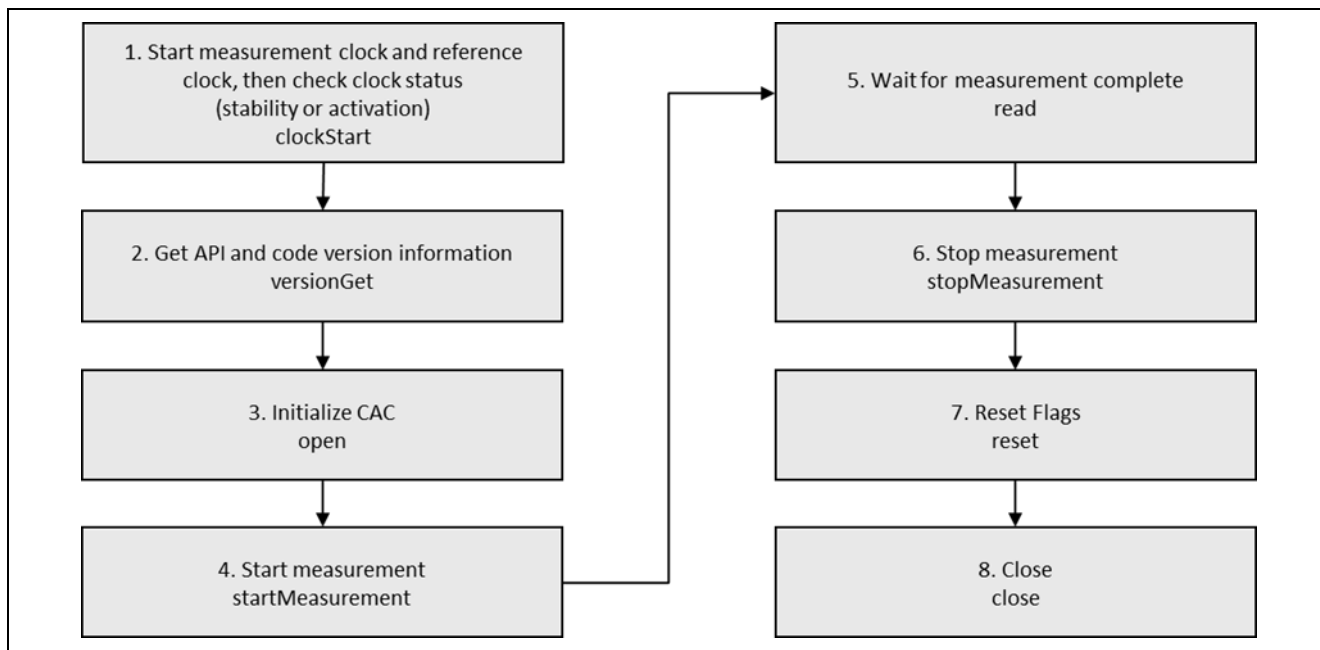 1. Start measurement clock and reference
clock, then check clock status
(stability or activation)
clockStart
2. Get API and code version information
versionGet
3. Initialize CAC
open
4. Start measurement
startMeasurement
5. Wait for measurement complete
read
6. Stop measurement
stopMeasurement
7. Reset Flags
reset
8. Close
close